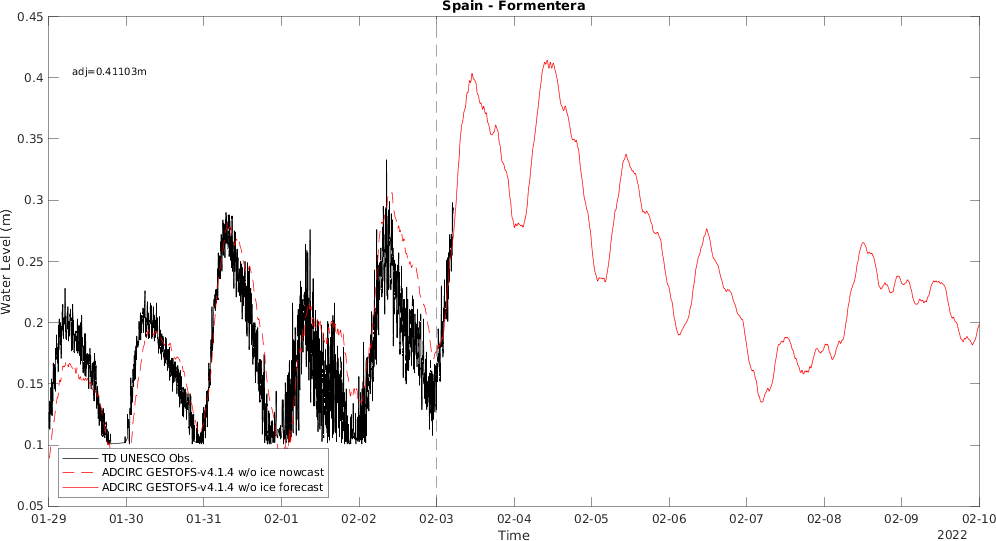 Spain - Formentera
0.45
0.4
0.35
0.3
0.25
0.2
0.15
0.1
0.05
Water Level (m)
adj=0.41103m
TD UNESCO Obs.
ADCIRC GESTOFS-v4.1.4 w/o ice nowcast
ADCIRC GESTOFS-v4.1.4 w/o ice forecast
01-29 01-30 01-31 02-01 02-02 02-03 02-04 02-05 02-06 02-07 02-08 02-09 02-10
Time
2022